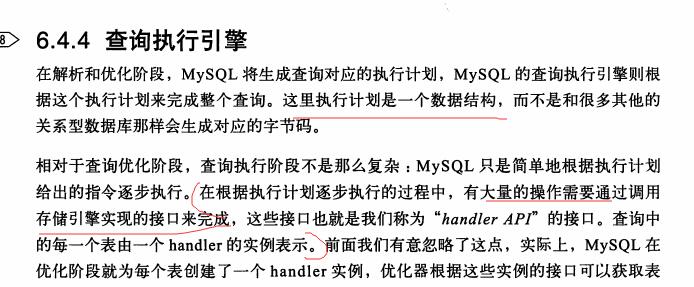 8
6.4.4 查询执行引擎
在解析和优化阶段，MySQL 将生成查询对应的执行计划，MySQL 的查询执行引擎则根
据这个执行计划来完成整个查询。这里执行计划是一个数据结构，而不是和很多其他的
关系型数据库那样会生成对应的字节码。
相对于查询优化阶段，查询执行阶段不是那么复杂：MySQL 只是简单地根据执行计划
给出的指令逐步执行。在根据执行计划逐步执行的过程中，有大量的操作需要通过调用
存储引擎实现的接口来完成，这些接口也就是我们称为“handler API”的接口。查询中
的每一个表由一个 handler 的实例表示。前面我们有意忽略了这点，实际上，MySQL 在
优化阶段就为每个表创建了一个 handler 实例，优化器根据这些实例的接口可以获取表